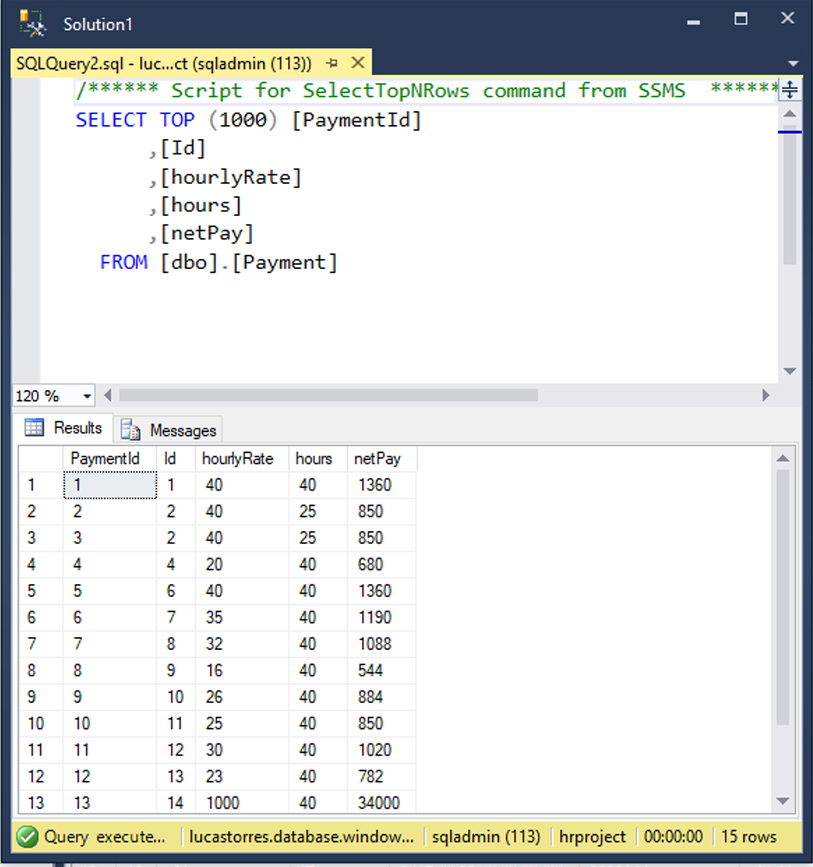 Solution1
SQLQuery2.sql - luc...ct (sqladmin (113))
/****** Script for SelectTopNRows command from SSMS ******
SELECT TOP (1000) [PaymentId]
,[Id]
,[hourlyRate]
,[hours]
,[netPay]
FROM [dbo].[Payment]
120 %
Results Messages
PaymentId Id hourlyRate hours netPay
1 1 1 40 40 1360
2 2 2 40 25 850
3 3 2 40 25 850
4 4 4 20 40 680
5 5 6 40 40 1360
6 6 7 35 40 1190
7 7 8 32 40 1088
8 8 9 16 40 544
9 9 10 26 40 884
10 10 11 25 40 850
11 11 12 30 40 1020
12 12 13 23 40 782
13 13 14 1000 40 34000
Query execute... lucastorres.database.window... sqladmin (113) hrproject 00:00:00 15 rows